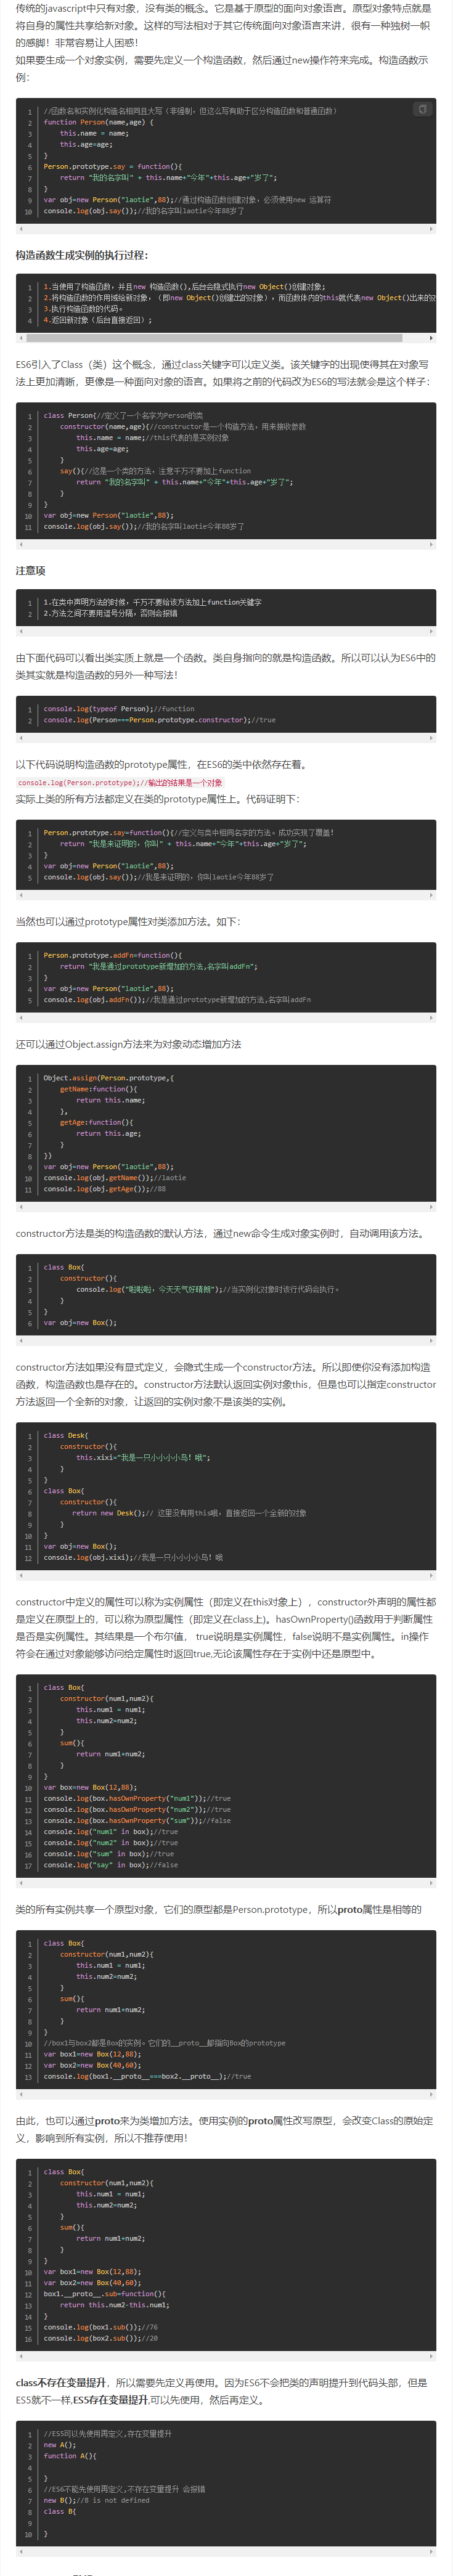 传统的javascript中只有对象，没有类的概念。它是基于原型的面向对象语言。原型对象特点就是
将自身的属性共享给新对象。这样的写法相对于其它传统面向对象语言来讲，很有一种独树一帜
的感脚！非常容易让人困惑！
如果要生成一个对象实例，需要先定义一个构造函数，然后通过new操作符来完成。构造函数示
例：
1 //函数名和实例化构造名相同且大写（非强制，但这么写有助于区分构造函数和普通函数）
2 function Person(name,age) {
3 this.name = name;
4 this.age=age;
5 }
6 Person.prototype.say = function(){
7 return "我的名字叫" + this.name+"今年"+this.age+"岁了";
8 }
9 var obj=new Person("laotie",88);//通过构造函数创建对象，必须使用new 运算符
10 console.log(obj.say());//我的名字叫laotie今年88岁了
构造函数生成实例的执行过程：
1 1.当使用了构造函数，并且new 构造函数(),后台会隐式执行new Object()创建对象;
2 2.将构造函数的作用域给新对象，（即new Object()创建出的对象），而函数体内的this就代表new Object()出来的对
3 3.执行构造函数的代码。
4 4.返回新对象（后台直接返回）;
ES6引入了Class（类）这个概念，通过class关键字可以定义类。该关键字的出现使得其在对象写
法上更加清晰，更像是一种面向对象的语言。如果将之前的代码改为ES6的写法就会是这个样子：
1 class Person{//定义了一个名字为Person的类
2 constructor(name,age){//constructor是一个构造方法，用来接收参数
3 this.name = name;//this代表的是实例对象
4 this.age=age;
5 }
6 say(){//这是一个类的方法，注意千万不要加上function
7 return "我的名字叫" + this.name+"今年"+this.age+"岁了";
8 }
9 }
10 var obj=new Person("laotie",88);
11 console.log(obj.say());//我的名字叫laotie今年88岁了
注意项
1 1.在类中声明方法的时候，千万不要给该方法加上function关键字
2 2.方法之间不要用逗号分隔，否则会报错
由下面代码可以看出类实质上就是一个函数。类自身指向的就是构造函数。所以可以认为ES6中的
类其实就是构造函数的另外一种写法！
1 console.log(typeof Person);//function
2 console.log(Person===Person.prototype.constructor);//true
以下代码说明构造函数的prototype属性，在ES6的类中依然存在着。
console.log(Person.prototype);//输出的结果是一个对象
实际上类的所有方法都定义在类的prototype属性上。代码证明下：
1 Person.prototype.say=function(){//定义与类中相同名字的方法。成功实现了覆盖！
2 return "我是来证明的，你叫" + this.name+"今年"+this.age+"岁了";
3 }
4 var obj=new Person("laotie",88);
5 console.log(obj.say());//我是来证明的，你叫laotie今年88岁了
当然也可以通过prototype属性对类添加方法。如下：
1 Person.prototype.addFn=function(){
2 return "我是通过prototype新增加的方法,名字叫addFn";
3 }
4 var obj=new Person("laotie",88);
5 console.log(obj.addFn());//我是通过prototype新增加的方法,名字叫addFn
还可以通过Object.assign方法来为对象动态增加方法
1 Object.assign(Person.prototype,{
2 getName:function(){
3 return this.name;
4 },
5 getAge:function(){
6 return this.age;
7 }
8 })
9 var obj=new Person("laotie",88);
10 console.log(obj.getName());//laotie
11 console.log(obj.getAge());//88
constructor方法是类的构造函数的默认方法，通过new命令生成对象实例时，自动调用该方法。
1 class Box{
2 constructor(){
3 console.log("啦啦啦，今天天气好晴朗");//当实例化对象时该行代码会执行。
4 }
5 }
6 var obj=new Box();
constructor方法如果没有显式定义，会隐式生成一个constructor方法。所以即使你没有添加构造
函数，构造函数也是存在的。constructor方法默认返回实例对象this，但是也可以指定constructor
方法返回一个全新的对象，让返回的实例对象不是该类的实例。
1 class Desk{
2 constructor(){
3 this.xixi="我是一只小小小小鸟！哦";
4 }
5 }
6 class Box{
7 constructor(){
8 return new Desk();// 这里没有用this哦，直接返回一个全新的对象
9 }
10 }
11 var obj=new Box();
12 console.log(obj.xixi);//我是一只小小小小鸟！哦
constructor中定义的属性可以称为实例属性（即定义在this对象上），constructor外声明的属性都
是定义在原型上的，可以称为原型属性（即定义在class上)。hasOwnProperty()函数用于判断属性
是否是实例属性。其结果是一个布尔值， true说明是实例属性，false说明不是实例属性。in操作
符会在通过对象能够访问给定属性时返回true,无论该属性存在于实例中还是原型中。
1 class Box{
2 constructor(num1,num2){
3 this.num1 = num1;
4 this.num2=num2;
5 }
6 sum(){
7 return num1+num2;
8 }
9 }
10 var box=new Box(12,88);
11 console.log(box.hasOwnProperty("num1"));//true
12 console.log(box.hasOwnProperty("num2"));//true
13 console.log(box.hasOwnProperty("sum"));//false
14 console.log("num1" in box);//true
15 console.log("num2" in box);//true
16 console.log("sum" in box);//true
17 console.log("say" in box);//false
类的所有实例共享一个原型对象，它们的原型都是Person.prototype，所以proto属性是相等的
1 class Box{
2 constructor(num1,num2){
3 this.num1 = num1;
4 this.num2=num2;
5 }
6 sum(){
7 return num1+num2;
8 }
9 }
10 //box1与box2都是Box的实例。它们的__proto__都指向Box的prototype
11 var box1=new Box(12,88);
12 var box2=new Box(40,60);
13 console.log(box1.__proto__===box2.__proto__);//true
由此，也可以通过proto来为类增加方法。使用实例的proto属性改写原型，会改变Class的原始定
义，影响到所有实例，所以不推荐使用！
1 class Box{
2 constructor(num1,num2){
3 this.num1 = num1;
4 this.num2=num2;
5 }
6 sum(){
7 return num1+num2;
8 }
9 }
10 var box1=new Box(12,88);
11 var box2=new Box(40,60);
12 box1.__proto__.sub=function(){
13 return this.num2-this.num1;
14 }
15 console.log(box1.sub());//76
16 console.log(box2.sub());//20
class不存在变量提升，所以需要先定义再使用。因为ES6不会把类的声明提升到代码头部，但是
ES5就不一样,ES5存在变量提升,可以先使用，然后再定义。
1 //ES5可以先使用再定义,存在变量提升
2 new A();
3 function A(){
4
5 }
6 //ES6不能先使用再定义,不存在变量提升 会报错
7 new B();//B is not defined
8 class B{
9
10 }